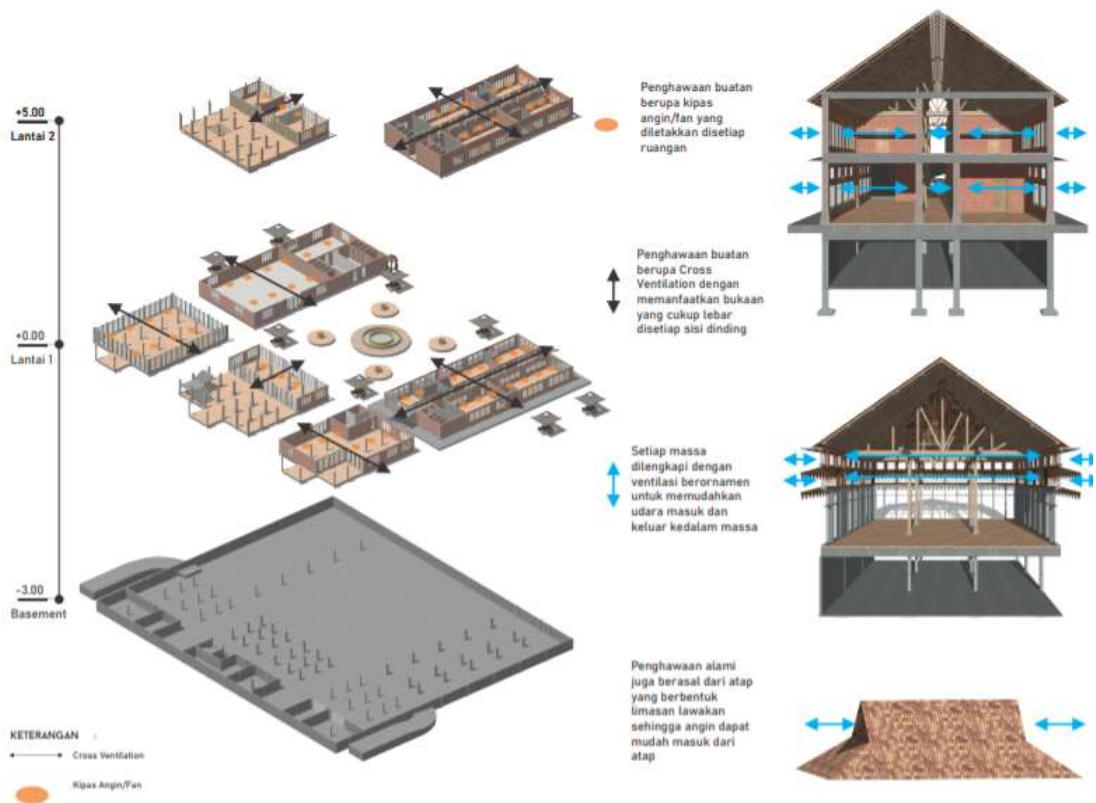 +5.00
Lantai 2
+0.00
Lantai 1
-3.00
Basement
Penghawaan buatan
berupa kipas
angin/fan yang
diletakkan disetiap
ruangan
Penghawaan buatan
berupa Cross
Ventilation dengan
memanfaatkan bukaan
yang cukup lebar
disetiap sisi dinding
Setiap massa
dilengkapi dengan
ventilasi berornamen
untuk memudahkan
udara masuk dan
keluar kedalam massa
Penghawaan alami
juga berasal dari atap
yang berbentuk
limasan lawakan
sehingga angin dapat
mudah masuk dari
atap
KETERANGAN :
Cross Ventilation
Kipas Angin/Fan